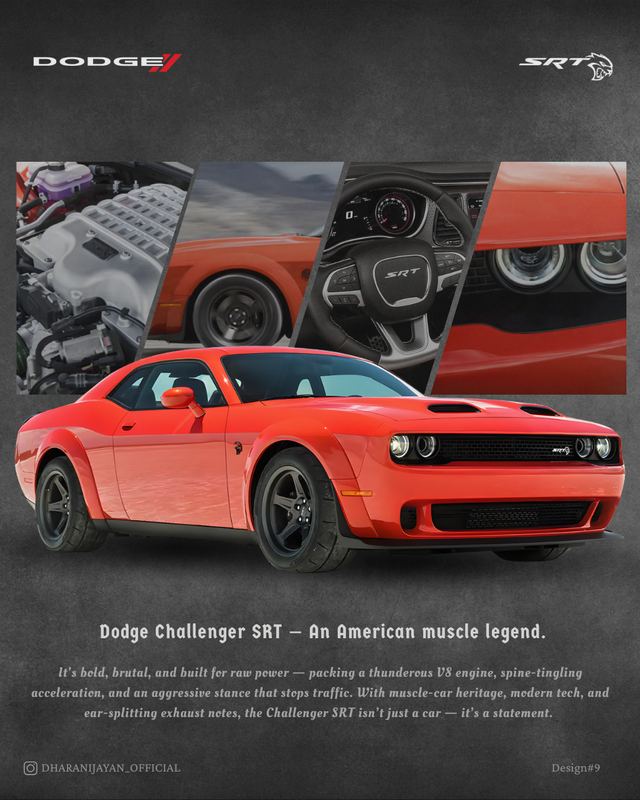 DODGE
SRT
SRT
SRT
Dodge Challenger SRT – An American muscle legend.
It's bold, brutal, and built for raw power — packing a thunderous V8 engine, spine-tingling
acceleration, and an aggressive stance that stops traffic. With muscle-car heritage, modern tech, and
ear-splitting exhaust notes, the Challenger SRT isn't just a car — it's a statement.
DHARANIJAYAN_OFFICIAL
Design#9